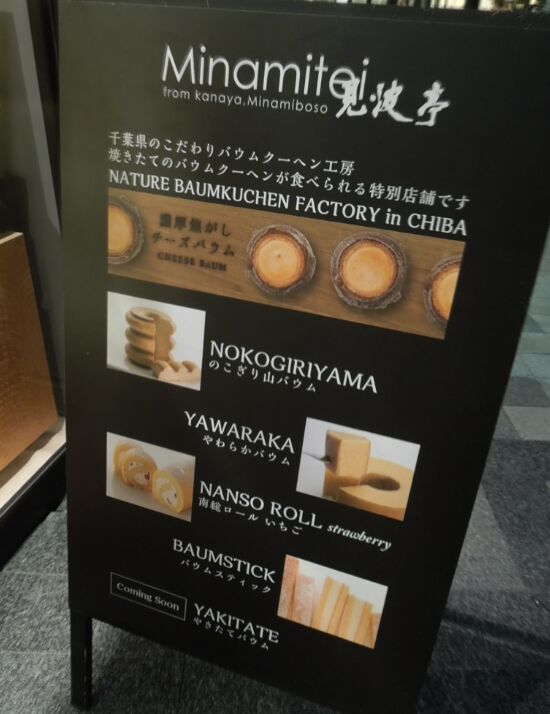 Minamitei
見波亭
from kanaya.Minamiboso
千葉県のこだわりバウムクーヘン工房
焼きたてのバウムクーヘンが食べられる特別店舗です
NATURE BAUMKUCHEN FACTORY in CHIBA
濃厚焦がし
チーズバウム
CHEESE BAUM
NOKOGIRIYAMA
のこぎり山バウム
YAWARAKA
やわらかバウム
NANSO ROLL strawberry
南総ロール いちご
BAUMSTICK
バウムスティック
Coming Soon
YAKITATE
やきたてバウム